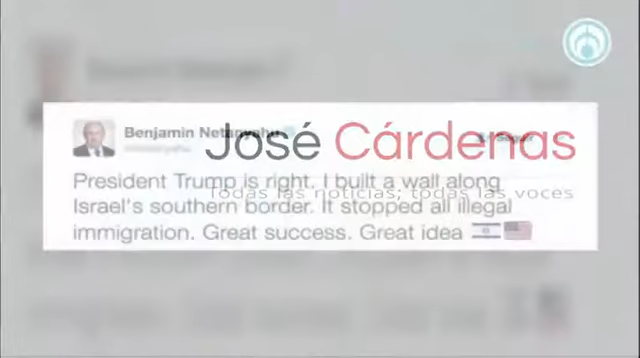 Benjamin Netanyahu
José Cárdenas
President Trump is right. I built a wall along
Todas las noticias; todas las voces
Israel's southern border. It stopped all illegal
immigration. Great success. Great idea 🇮🇱🇺🇸